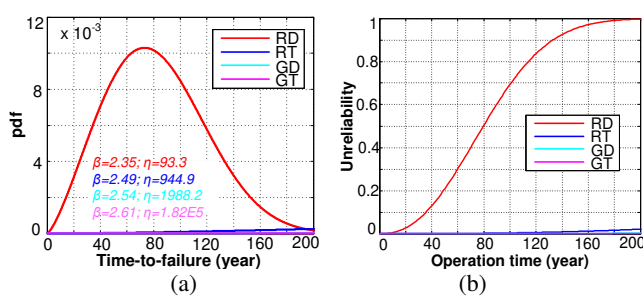 12
x 10⁻³
RD
RT
GD
GT
8
4
0
pdf
β=2.35; η=93.3
β=2.49; η=944.9
β=2.54; η=1988.2
β=2.61; η=1.82E5
0 40 80 120 160 200
Time-to-failure (year)
(a)
1
0.8
0.6
0.4
0.2
0
Unreliability
RD
RT
GD
GT
0 40 80 120 160 200
Operation time (year)
(b)